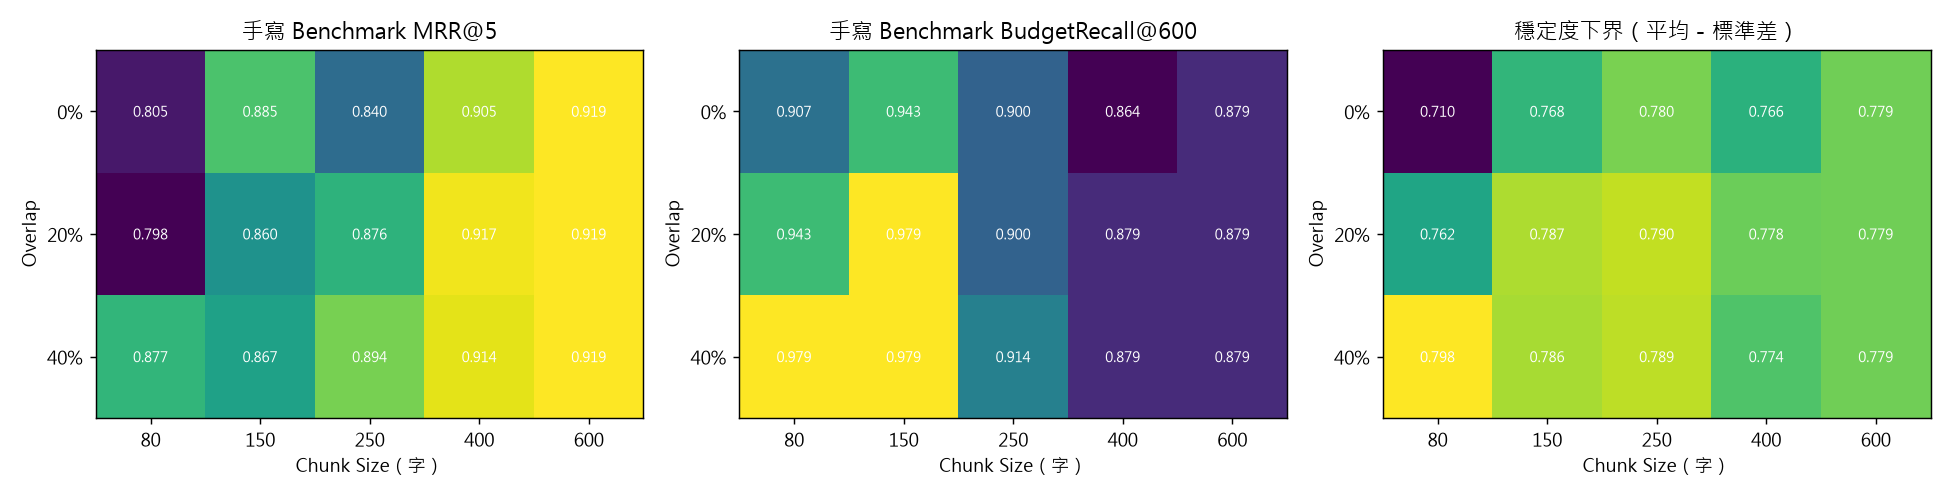 手寫 Benchmark MRR@5
0%
0.805 0.885 0.840 0.905 0.919
20%
0.798 0.860 0.876 0.917 0.919
40%
0.877 0.867 0.894 0.914 0.919
80 150 250 400 600
Chunk Size（字）
Overlap
手寫 Benchmark BudgetRecall@600
0%
0.907 0.943 0.900 0.864 0.879
20%
0.943 0.979 0.900 0.879 0.879
40%
0.979 0.979 0.914 0.879 0.879
80 150 250 400 600
Chunk Size（字）
Overlap
穩定度下界（平均 - 標準差）
0%
0.710 0.768 0.780 0.766 0.779
20%
0.762 0.787 0.790 0.778 0.779
40%
0.798 0.786 0.789 0.774 0.779
80 150 250 400 600
Chunk Size（字）
Overlap